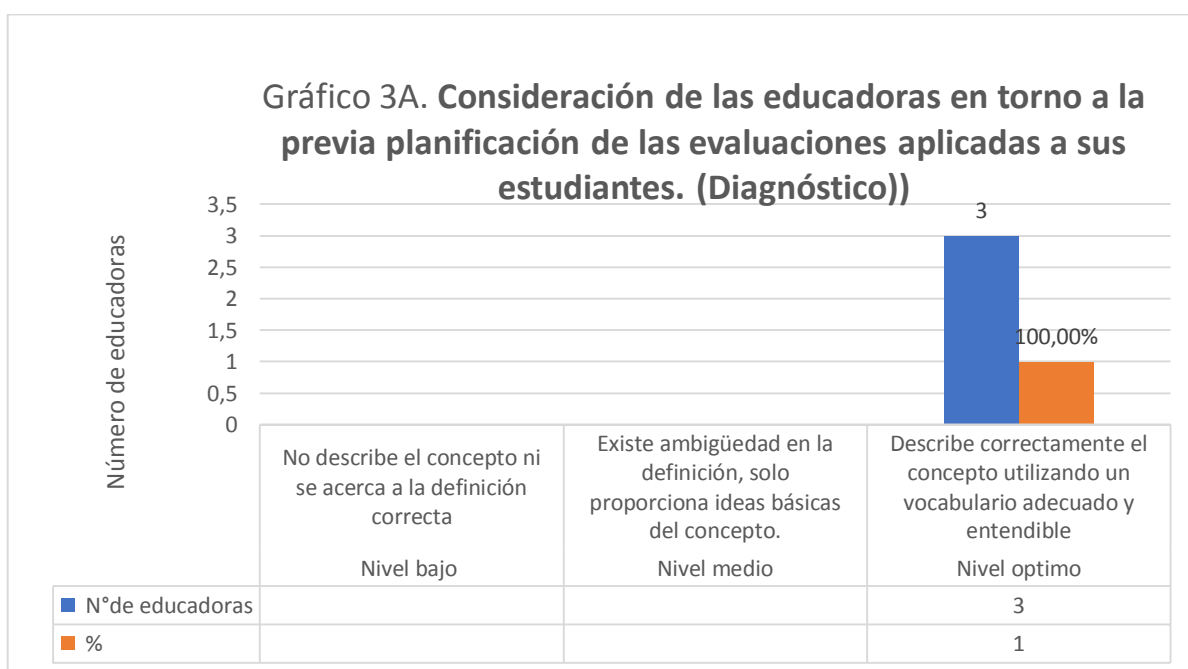 Gráfico 3A. Consideración de las educadoras en torno a la
previa planificación de las evaluaciones aplicadas a sus
estudiantes. (Diagnóstico))
Número de educadoras
3,5
3
2,5
2
1,5
1
0,5
0
3
100,00%
No describe el concepto ni
se acerca a la definición
correcta
Existe ambigüedad en la
definición, solo
proporciona ideas básicas
del concepto.
Describe correctamente el
concepto utilizando un
vocabulario adecuado y
entendible
Nivel bajo
Nivel medio
Nivel optimo
N°de educadoras
3
%
1